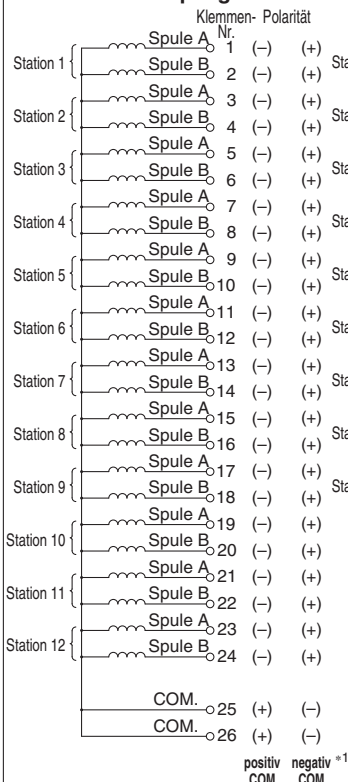 Klemmen- Polarität
Nr.
Station 1 Spule A 1 (–) (+)
Spule B 2 (–) (+)
Station 2 Spule A 3 (–) (+)
Spule B 4 (–) (+)
Station 3 Spule A 5 (–) (+)
Spule B 6 (–) (+)
Station 4 Spule A 7 (–) (+)
Spule B 8 (–) (+)
Station 5 Spule A 9 (–) (+)
Spule B 10 (–) (+)
Station 6 Spule A 11 (–) (+)
Spule B 12 (–) (+)
Station 7 Spule A 13 (–) (+)
Spule B 14 (–) (+)
Station 8 Spule A 15 (–) (+)
Spule B 16 (–) (+)
Station 9 Spule A 17 (–) (+)
Spule B 18 (–) (+)
Station 10 Spule A 19 (–) (+)
Spule B 20 (–) (+)
Station 11 Spule A 21 (–) (+)
Spule B 22 (–) (+)
Station 12 Spule A 23 (–) (+)
Spule B 24 (–) (+)
COM. 25 (+) (–)
COM. 26 (+) (–)
positiv negativ *1
COM COM